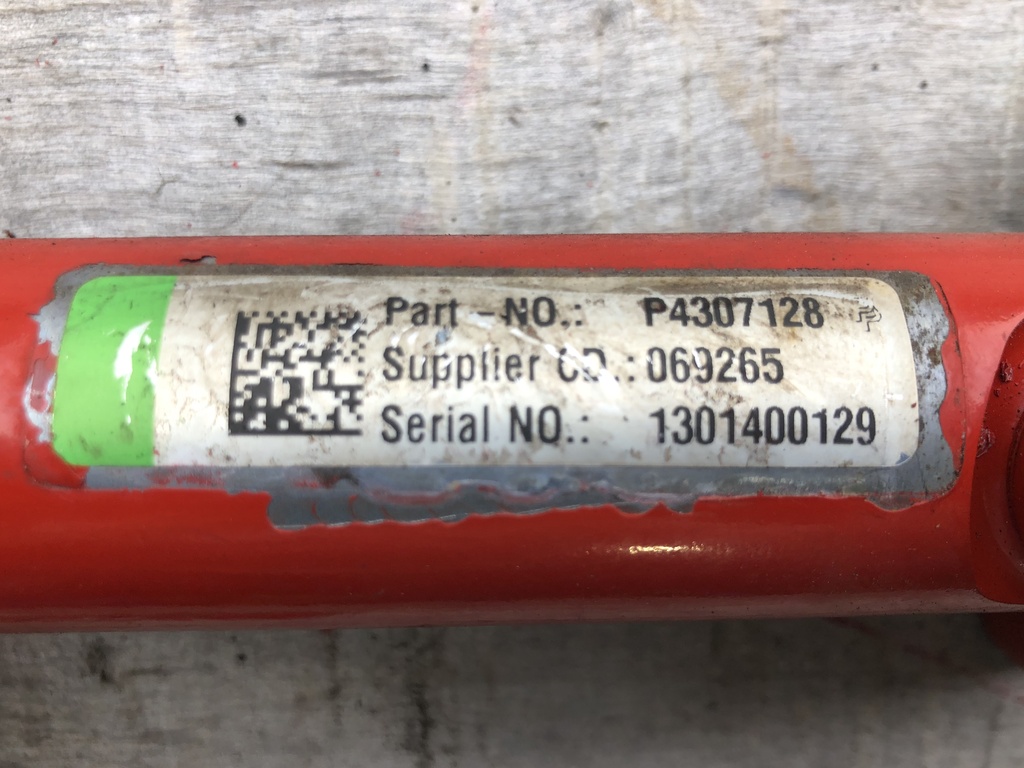 Part -NO.: P4307128
Supplier CD.: 069265
Serial NO.: 1301400129